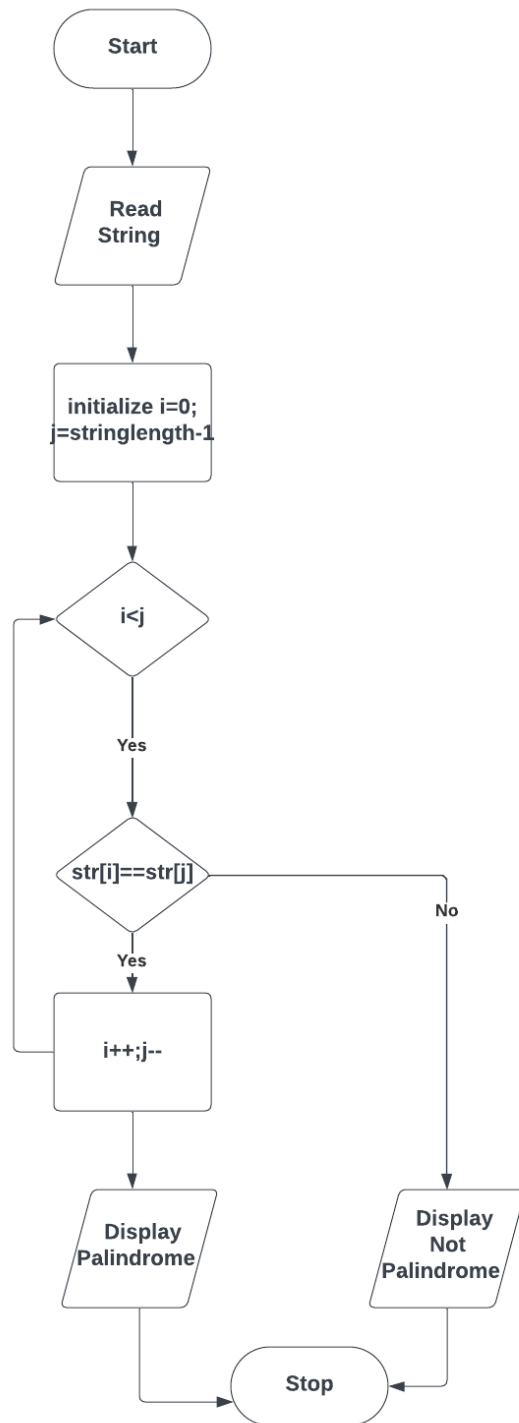 Start
Read
String
initialize i=0;
j=stringlength-1
i<j
Yes
str[i]==str[j]
No
Yes
i++;j--
Display
Palindrome
Display
Not
Palindrome
Stop